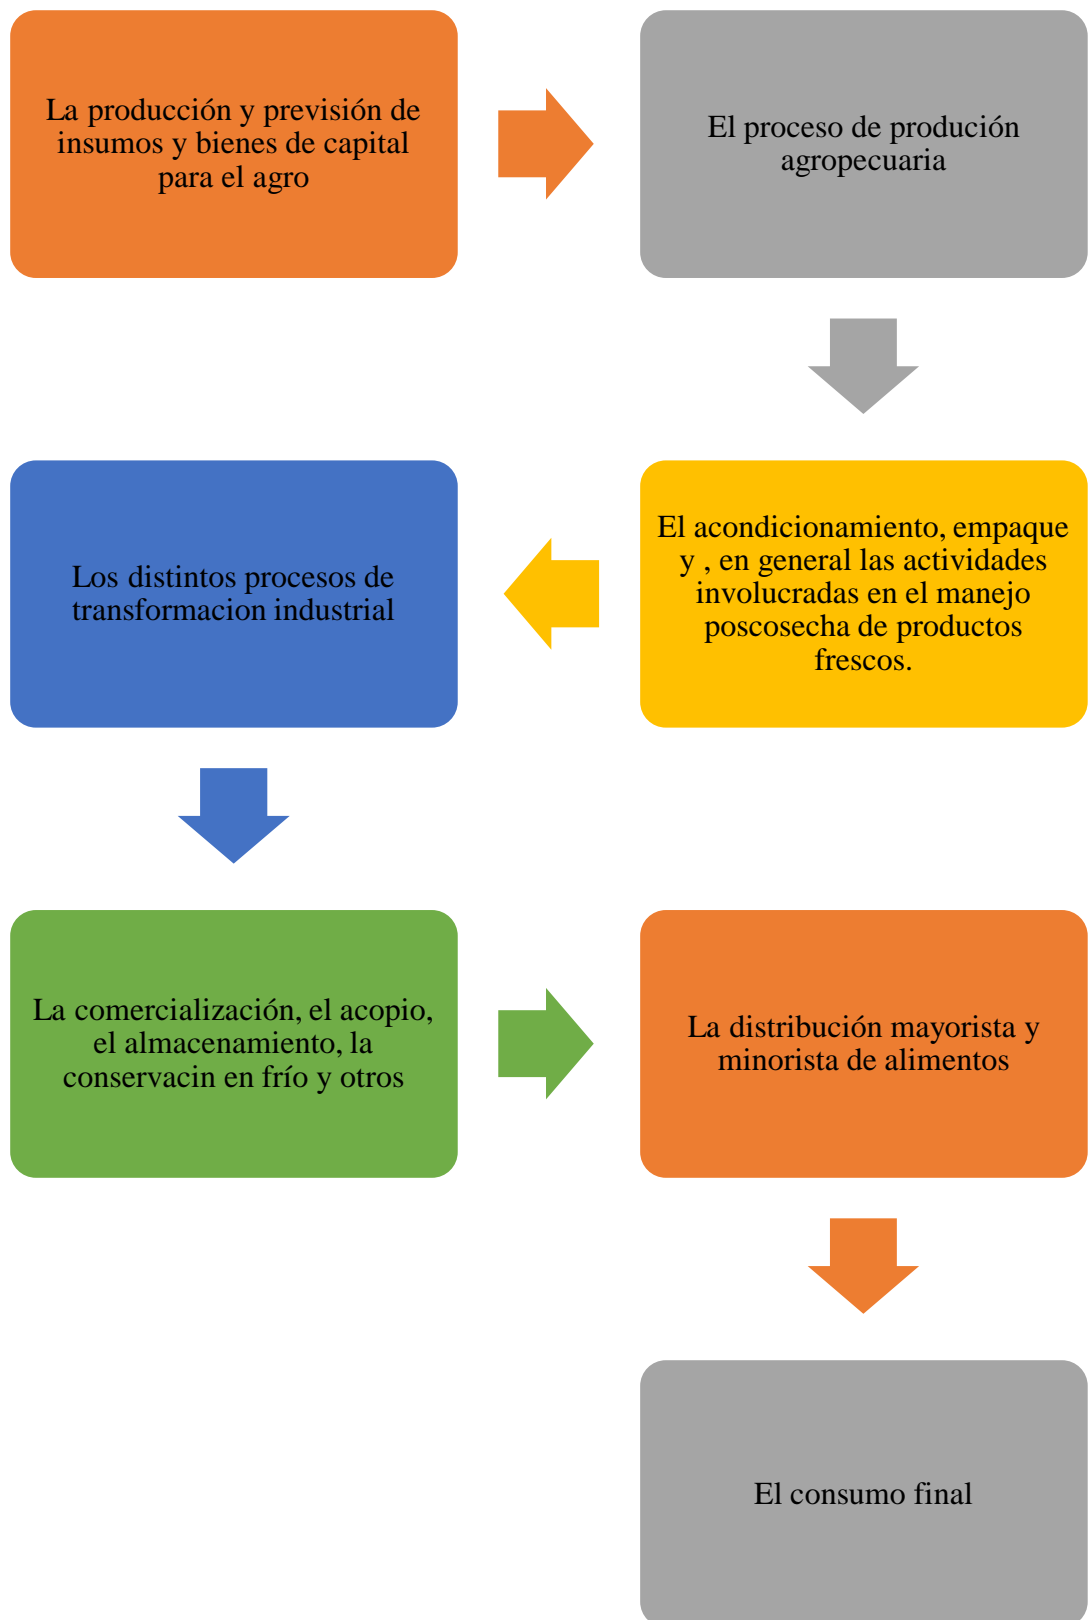 La producción y previsión de
insumos y bienes de capital
para el agro
El proceso de produción
agropecuaria
El acondicionamiento, empaque
y , en general las actividades
involucradas en el manejo
poscosecha de productos
frescos.
Los distintos procesos de
transformacion industrial
La comercialización, el acopio,
el almacenamiento, la
conservacin en frío y otros
La distribución mayorista y
minorista de alimentos
El consumo final